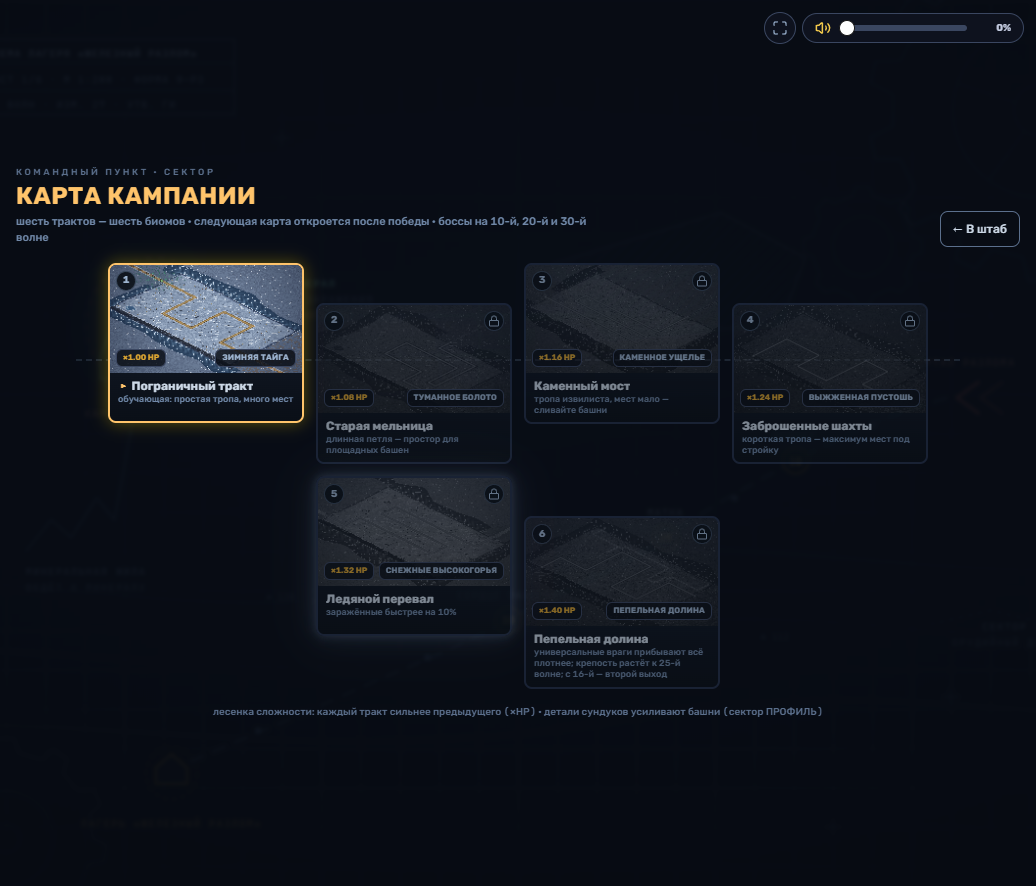 0%
КОМАНДНЫЙ ПУНКТ • СЕКТОР
КАРТА КАМПАНИИ
шесть трактов — шесть биомов • следующая карта откроется после победы • боссы на 10-й, 20-й и 30-й
волне
← В штаб
1
×1.00 HP
ЗИМНЯЯ ТАЙГА
► Пограничный тракт
обучающая: простая тропа, много мест
2
×1.08 HP
ТУМАННОЕ БОЛОТО
Старая мельница
длинная петля — простор для
площадных башен
3
×1.16 HP
КАМЕННОЕ УЩЕЛЬЕ
Каменный мост
тропа извилиста, мест мало —
сливайте башни
4
×1.24 HP
ВЫЖЖЕННАЯ ПУСТОШЬ
Заброшенные шахты
короткая тропа — максимум мест под
стройку
5
×1.32 HP
СНЕЖНЫЕ ВЫСОКОГОРЬЯ
Ледяной перевал
заражённые быстрее на 10%
6
×1.40 HP
ПЕПЕЛЬНАЯ ДОЛИНА
Пепельная долина
универсальные враги прибывают всё
плотнее; крепость растёт к 25-й
волне; с 16-й — второй выход
лесенка сложности: каждый тракт сильнее предыдущего (×HP) • детали сундуков усиливают башни (сектор ПРОФИЛЬ)